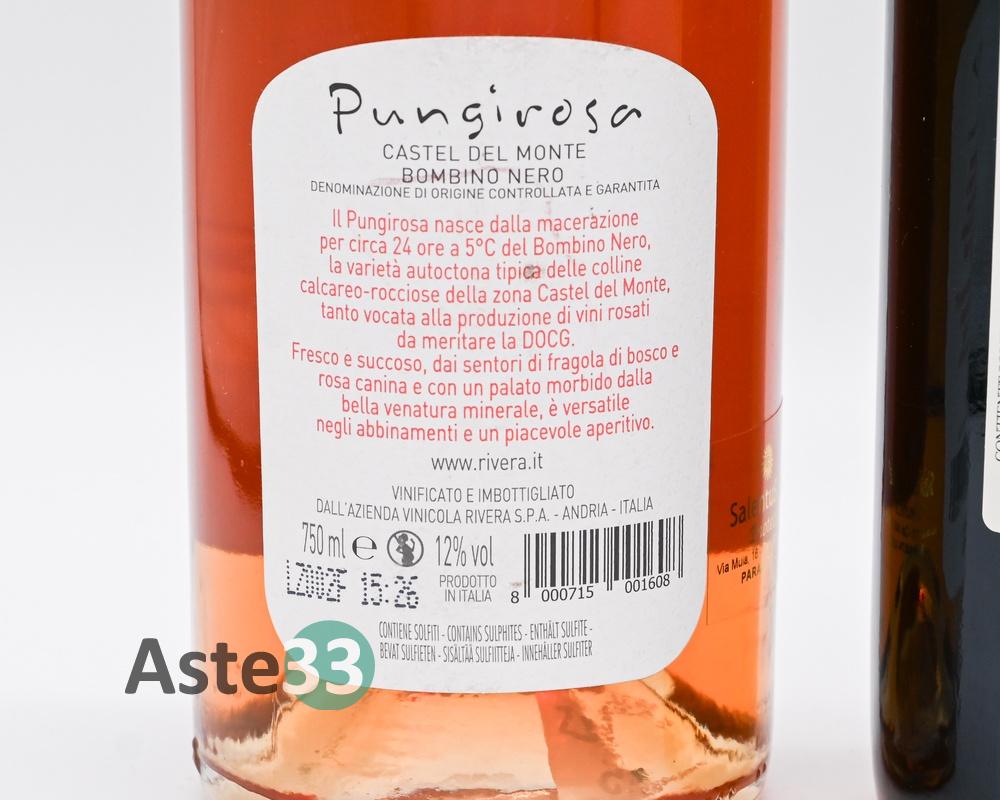 Pungirosa
CASTEL DEL MONTE
BOMBINO NERO
DENOMINAZIONE DI ORIGINE CONTROLLATA E GARANTITA
Il Pungirosa nasce dalla macerazione
per circa 24 ore a 5°C del Bombino Nero,
la varietà autoctona tipica delle colline
calcareo-rocciose della zona Castel del Monte,
tanto vocata alla produzione di vini rosati
da meritare la DOCG.
Fresco e succoso, dai sentori di fragola di bosco e
rosa canina e con un palato morbido dalla
bella venatura minerale, è versatile
negli abbinamenti e un piacevole aperitivo.
www.rivera.it
VINIFICATO E IMBOTTIGLIATO
DALL'AZIENDA VINICOLA RIVERA S.P.A. - ANDRIA - ITALIA
750 ml e 12% vol
PRODOTTO
IN ITALIA
8 000715 001608
LZ002F 15:26
CONTIENE SOLFITI - CONTAINS SULPHITES - ENTHÄLT SULFITE -
BEVAT SULFIETEN - SISÄLTÄÄ SULFIITTEJA - INNEHÅLLER SULFITER
Via Muia, 16
Aste33